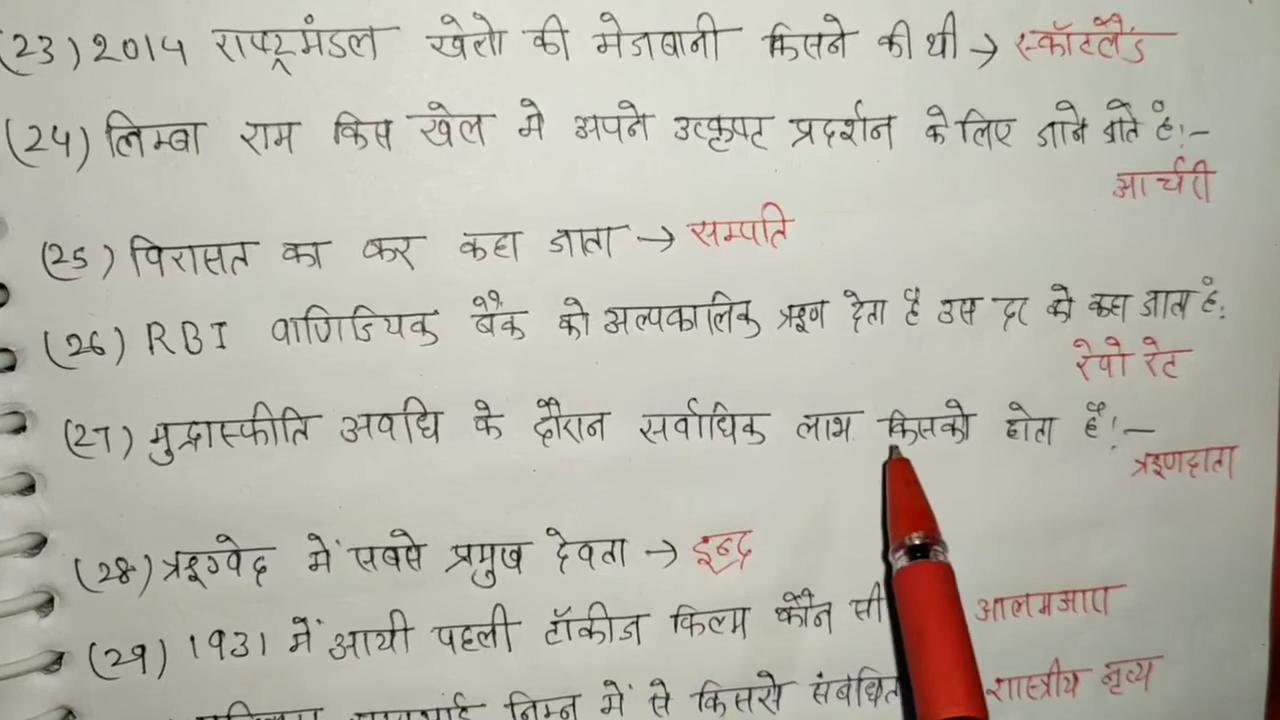 (23) 2014 राष्ट्रमंडल खेलो की मेजबानी किसने की थी → स्कॉटलैंड
(24) लिम्बा राम किस खेल मे अपने उत्कृष्ट प्रदर्शन के लिए जाने जाते है।-
आर्चरी
(25) विरासत का कर कहा जाता → सम्पति
(26) RBI वाणिज्यिक बैंक को अल्पकालिक ऋण देता है उस दर को कहा जाता है:
रेपो रेट
(27) मुद्रास्फीति अवधि के दौरान सर्वाधिक लाभ किसको होता है।-
ऋणदाता
(28) ऋग्वेद में सबसे प्रमुख देवता → इन्द्र
(29) 1931 में आयी पहली टॉकीज फिल्म कौन सी आलमआरा
निम्न में से किससे संबंधित शास्त्रीय नृत्य